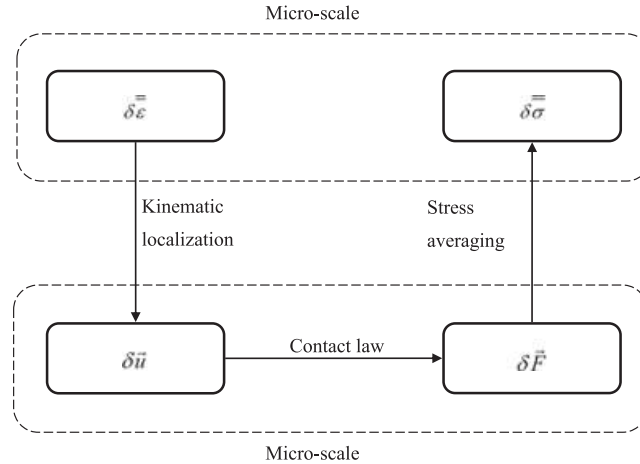 Micro-scale
δε̿ δσ̿
Kinematic Stress
localization averaging
Contact law
δu⃗ δF⃗
Micro-scale